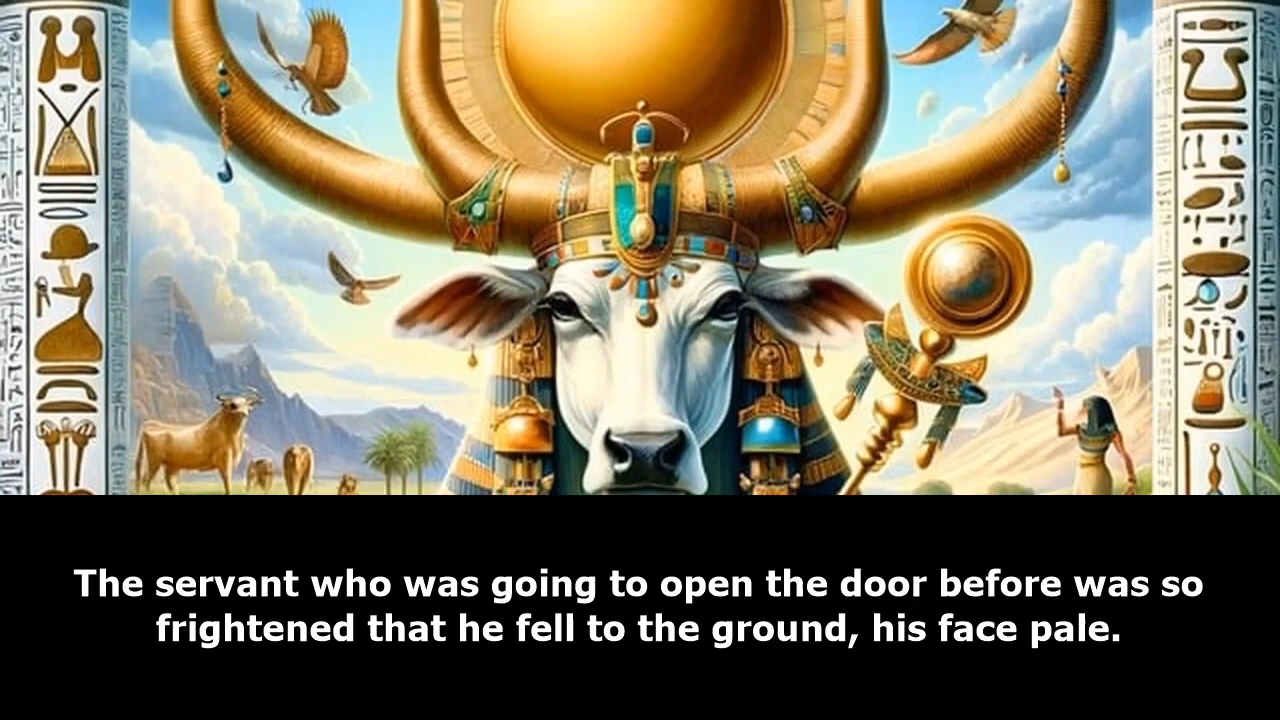 The servant who was going to open the door before was so
frightened that he fell to the ground, his face pale.